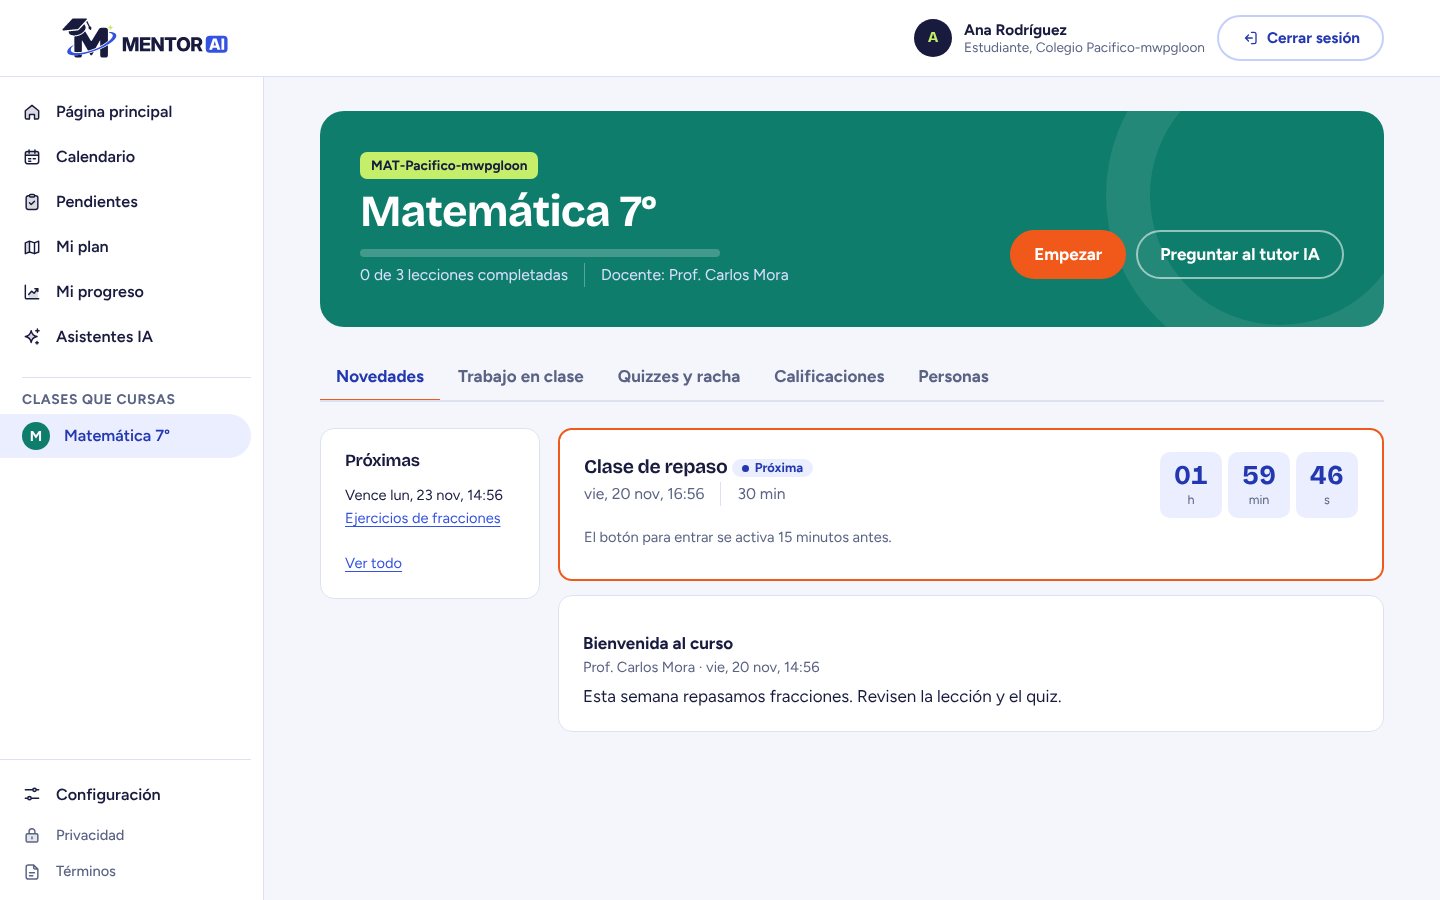 MENTOR AI
A
Ana Rodríguez
Estudiante, Colegio Pacifico-mwpgloon
Cerrar sesión
Página principal
Calendario
Pendientes
Mi plan
Mi progreso
Asistentes IA
CLASES QUE CURSAS
M
Matemática 7º
Configuración
Privacidad
Términos
MAT-Pacifico-mwpgloon
Matemática 7º
0 de 3 lecciones completadas
Docente: Prof. Carlos Mora
Empezar
Preguntar al tutor IA
Novedades
Trabajo en clase
Quizzes y racha
Calificaciones
Personas
Próximas
Vence lun, 23 nov, 14:56
Ejercicios de fracciones
Ver todo
Clase de repaso
Próxima
vie, 20 nov, 16:56
30 min
El botón para entrar se activa 15 minutos antes.
01 59 46
h min s
Bienvenida al curso
Prof. Carlos Mora · vie, 20 nov, 14:56
Esta semana repasamos fracciones. Revisen la lección y el quiz.